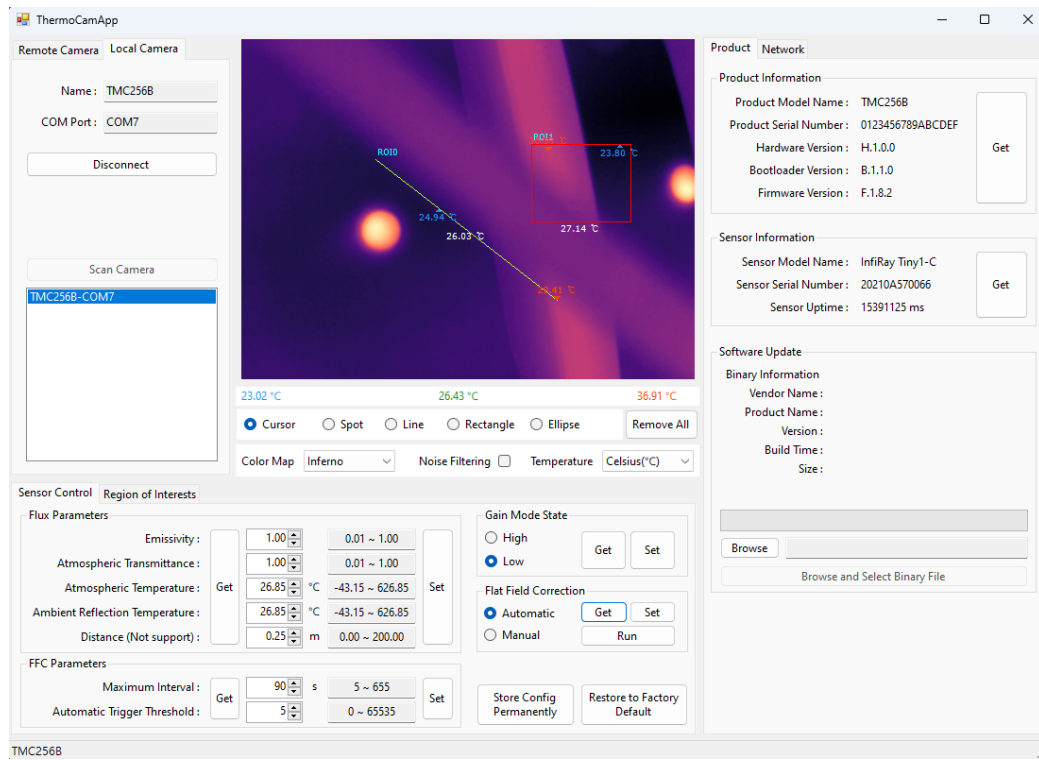 ThermoCamApp
Remote Camera Local Camera
Name : TMC256B
COM Port : COM7
Disconnect
Scan Camera
TMC256B-COM7
ROI0
ROI1
23.80 ℃
24.94 ℃
26.03 ℃
27.14 ℃
23.02 °C 26.43 °C 36.91 °C
Cursor Spot Line Rectangle Ellipse Remove All
Color Map Inferno Noise Filtering Temperature Celsius(°C)
Sensor Control Region of Interests
Flux Parameters
Emissivity : 1.00 0.01 ~ 1.00
Atmospheric Transmittance : 1.00 0.01 ~ 1.00
Atmospheric Temperature : Get 26.85 °C -43.15 ~ 626.85 Set
Ambient Reflection Temperature : 26.85 °C -43.15 ~ 626.85
Distance (Not support) : 0.25 m 0.00 ~ 200.00
FFC Parameters
Maximum Interval : 90 s 5 ~ 655
Get Set
Automatic Trigger Threshold : 5 0 ~ 65535
Gain Mode State
High
Low
Get Set
Flat Field Correction
Automatic Get Set
Manual Run
Store Config Permanently
Restore to Factory Default
Product Network
Product Information
Product Model Name : TMC256B
Product Serial Number : 0123456789ABCDEF
Hardware Version : H.1.0.0 Get
Bootloader Version : B.1.1.0
Firmware Version : F.1.8.2
Sensor Information
Sensor Model Name : InfiRay Tiny1-C
Sensor Serial Number : 20210A570066 Get
Sensor Uptime : 15391125 ms
Software Update
Binary Information
Vendor Name :
Product Name :
Version :
Build Time :
Size :
Browse
Browse and Select Binary File
TMC256B